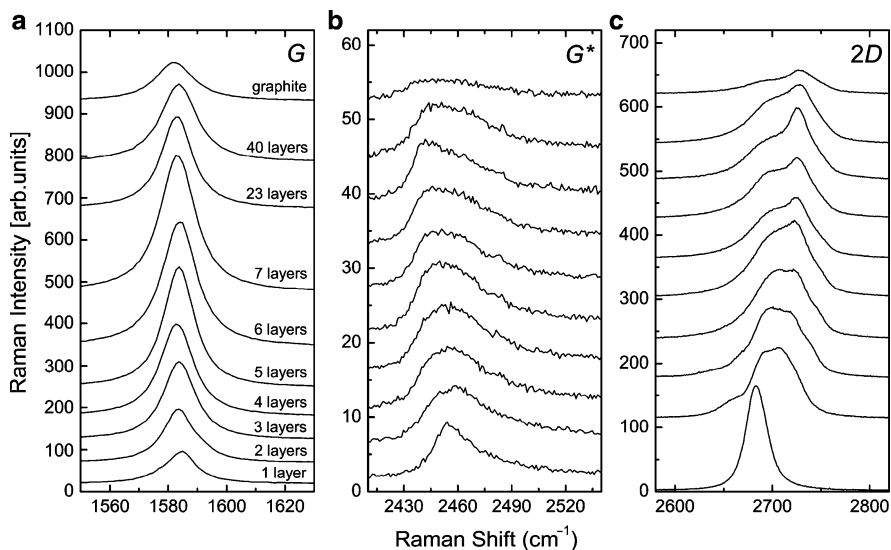 a
G
Raman Intensity [arb.units]
1100
1000
900
800
700
600
500
400
300
200
100
0
graphite
40 layers
23 layers
7 layers
6 layers
5 layers
4 layers
3 layers
2 layers
1 layer
1560 1580 1600 1620
b
G*
60
50
40
30
20
10
0
2430 2460 2490 2520
c
2D
700
600
500
400
300
200
100
0
2600 2700 2800
Raman Shift (cm⁻¹)